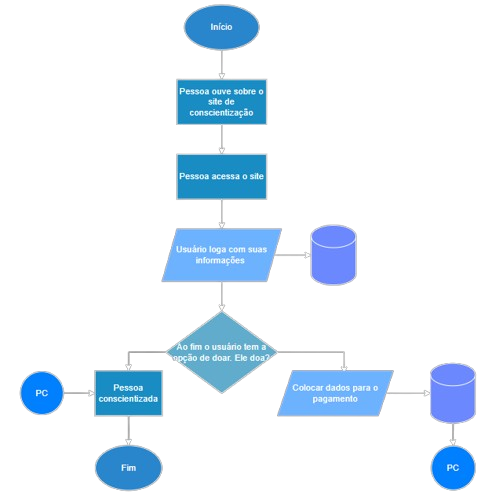 Início
Pessoa ouve sobre o
site de
conscientização
Pessoa acessa o site
Usuário loga com suas
informações
Ao fim o usuário tem a
opção de doar. Ele doa?
PC
Pessoa
conscientizada
Colocar dados para o
pagamento
Fim
PC